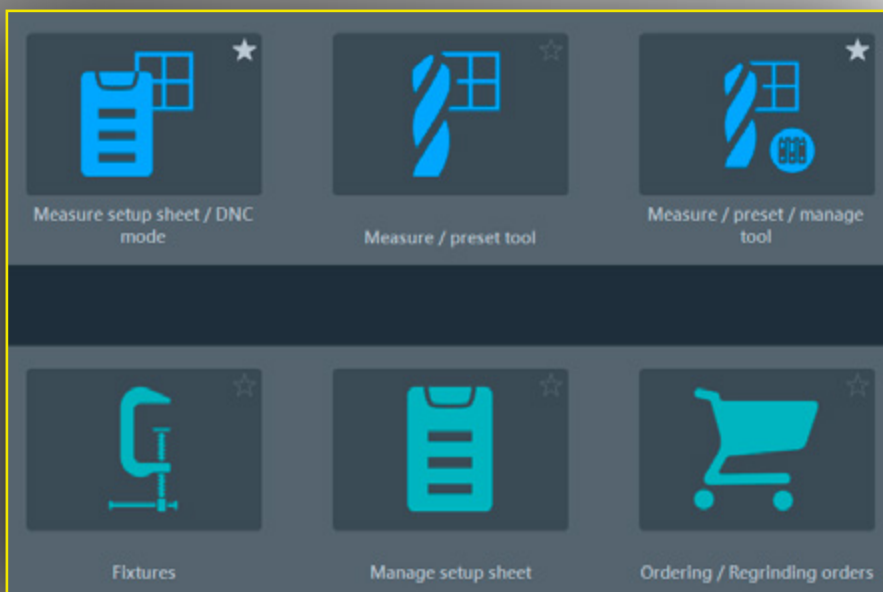 Measure setup sheet / DNC
mode
Measure / preset tool
Measure / preset / manage
tool
Fixtures
Manage setup sheet
Ordering / Regrinding orders